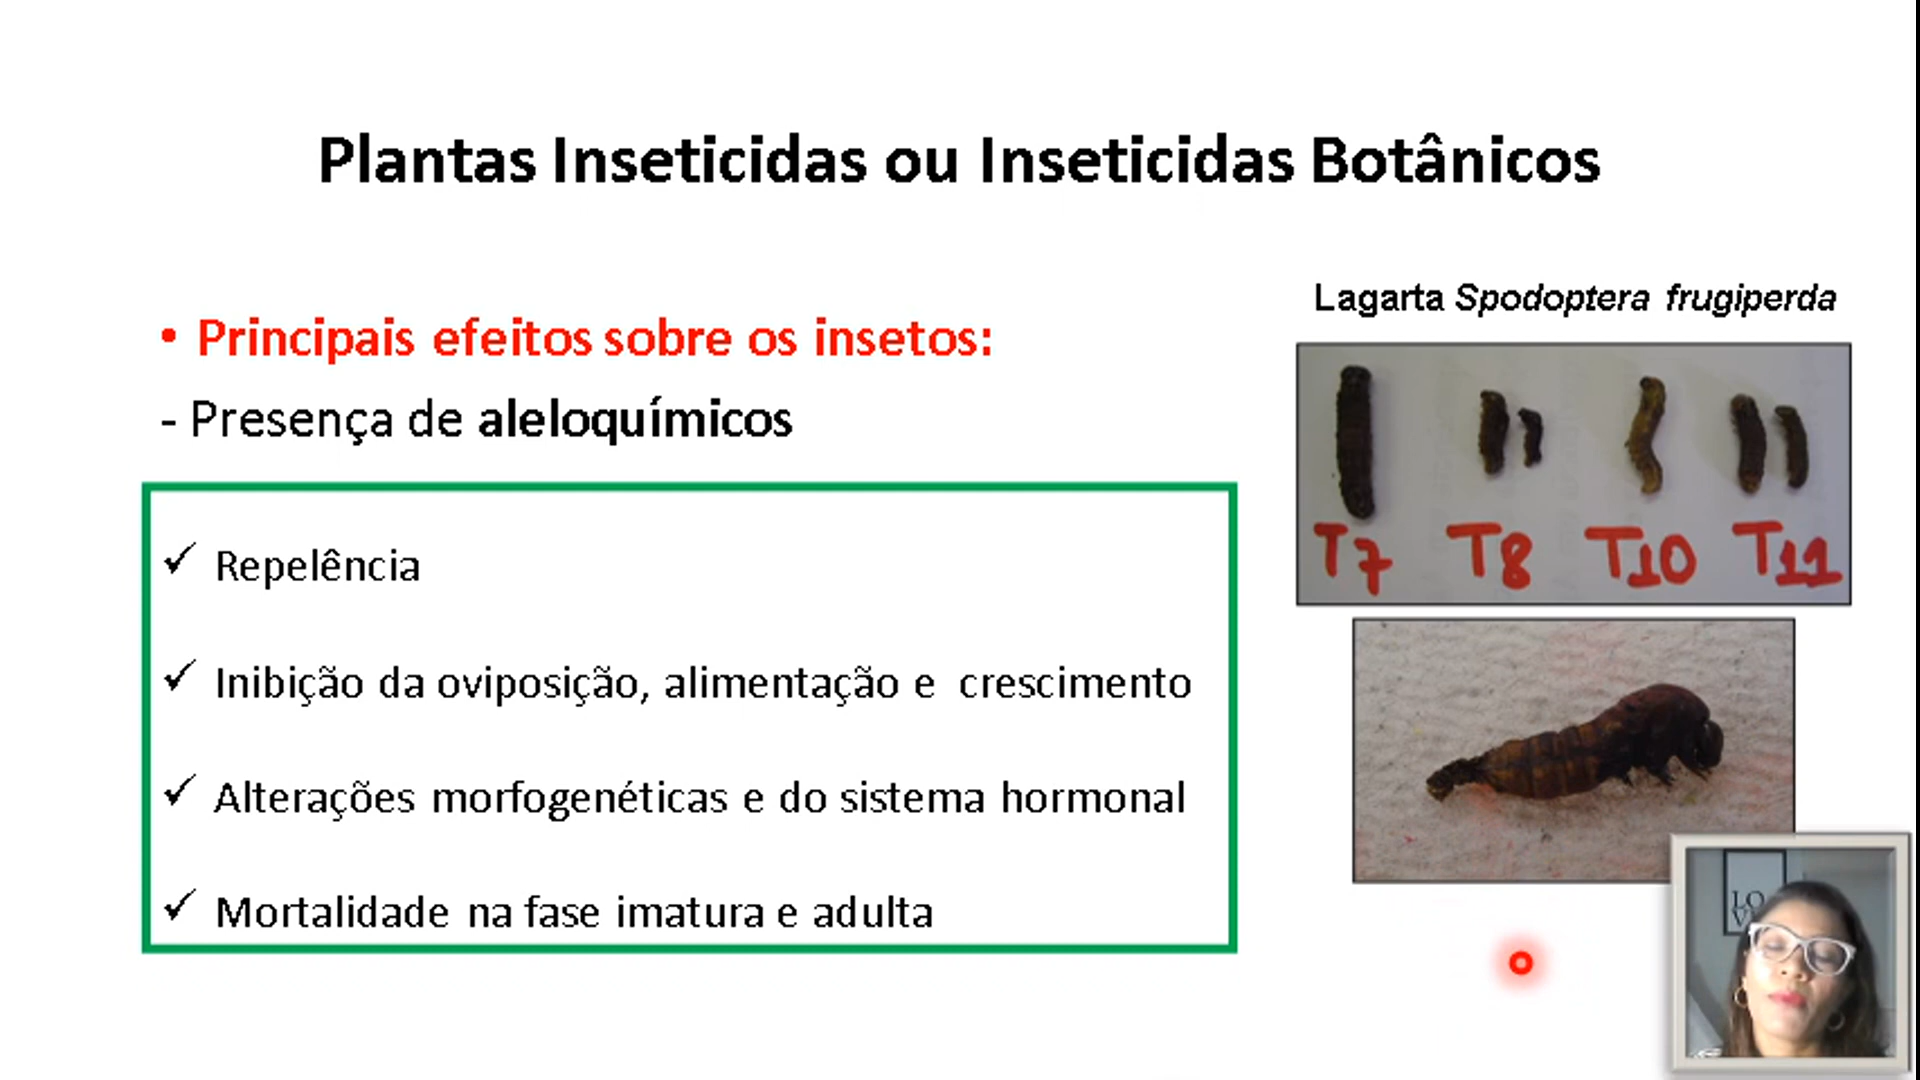 Plantas Inseticidas ou Inseticidas Botânicos
• Principais efeitos sobre os insetos:
- Presença de aleloquímicos
✓ Repelência
✓ Inibição da oviposição, alimentação e crescimento
✓ Alterações morfogenéticas e do sistema hormonal
✓ Mortalidade na fase imatura e adulta
Lagarta Spodoptera frugiperda
T7 T8 T10 T11
LO